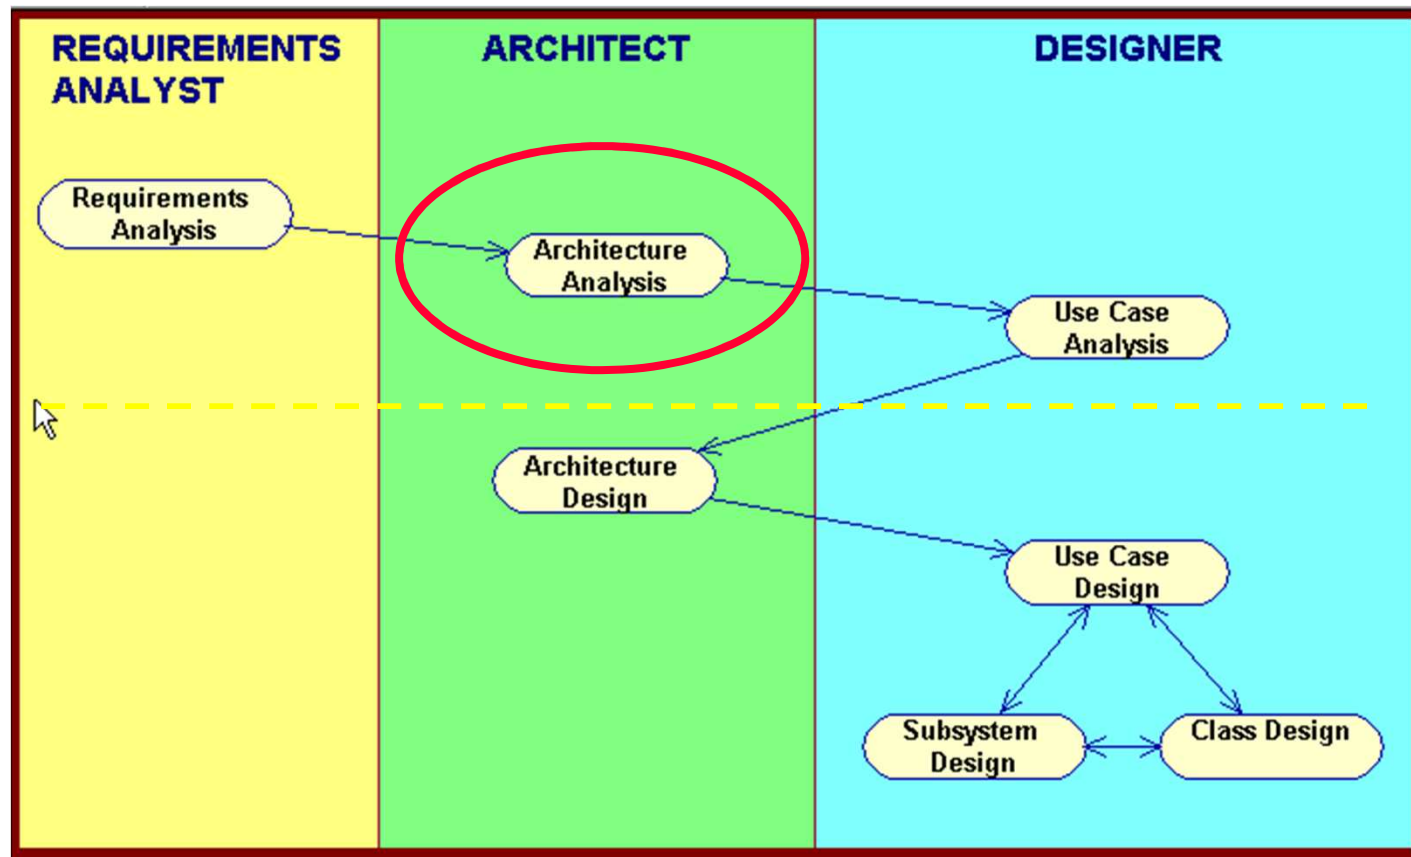 REQUIREMENTS
ANALYST
ARCHITECT
DESIGNER
Requirements
Analysis
Architecture
Analysis
Use Case
Analysis
Architecture
Design
Use Case
Design
Subsystem
Design
Class Design